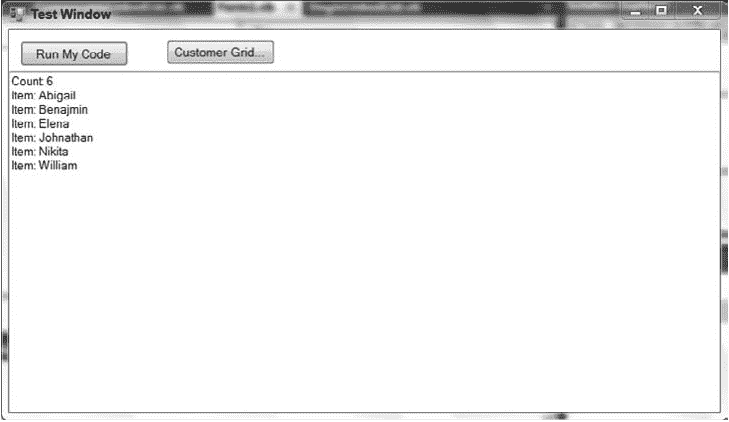 Test Window
Run My Code
Customer Grid...
Count: 6
Item: Abigail
Item: Benajmin
Item: Elena
Item: Johnathan
Item: Nikita
Item: William